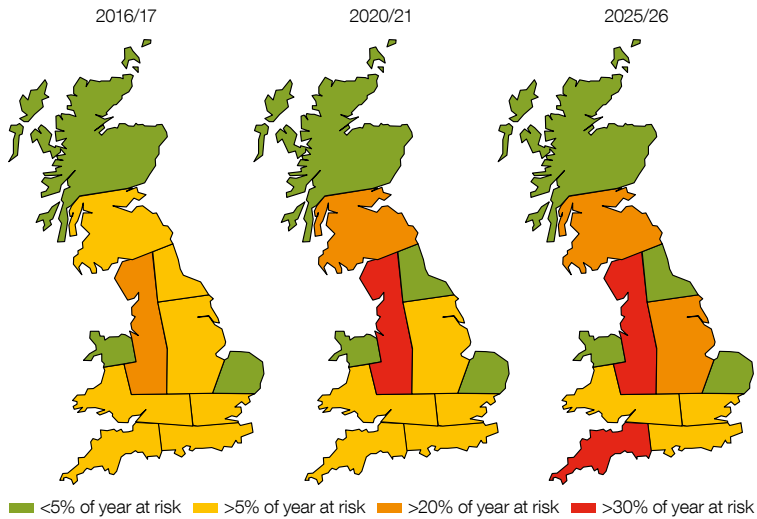 2016/17 2020/21 2025/26
<5% of year at risk >5% of year at risk >20% of year at risk >30% of year at risk